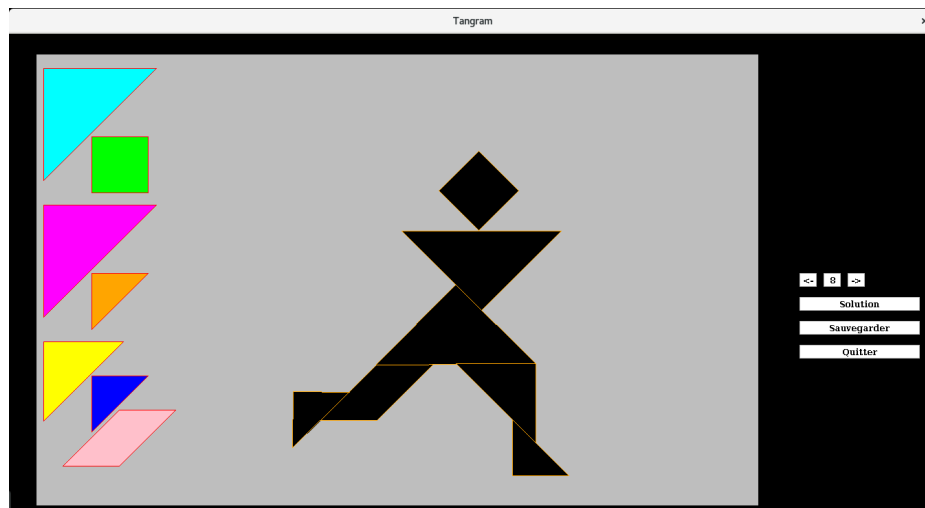 Tangram
x
<- 8 ->
Solution
Sauvegarder
Quitter